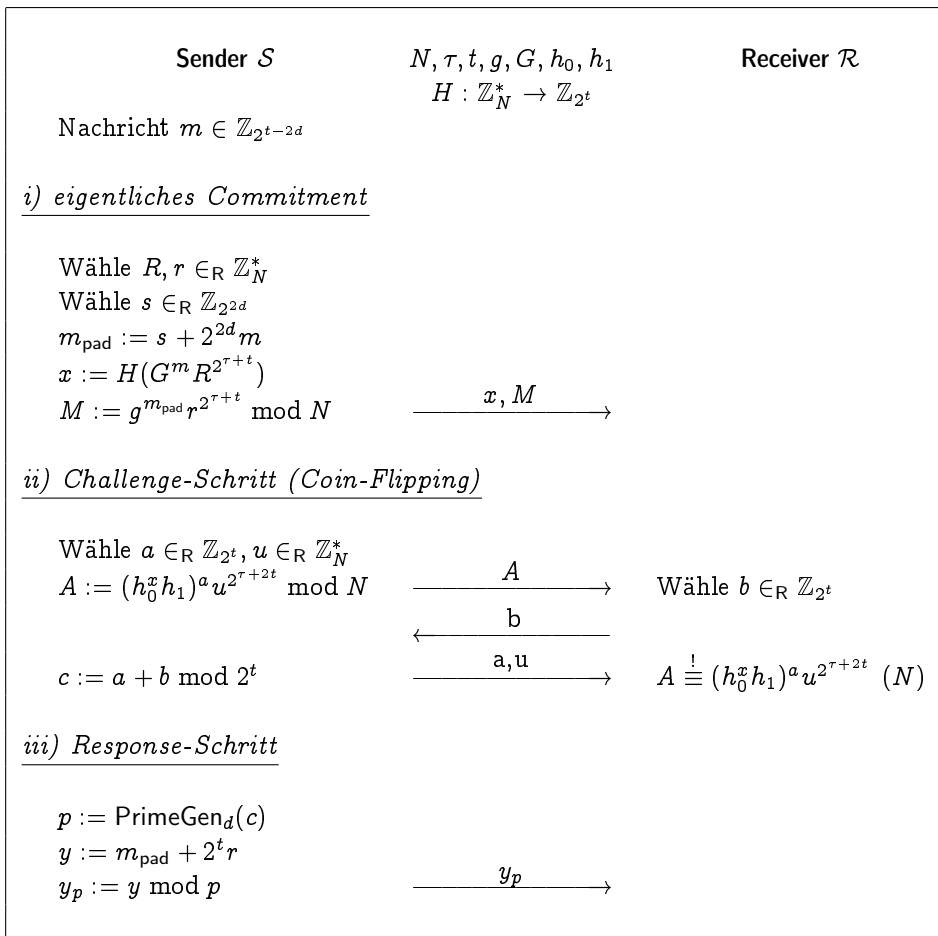 Sender 𝒮 N, τ, t, g, G, h₀, h₁ Receiver ℛ
H : ℤ*_N → ℤ_{2^t}
Nachricht m ∈ ℤ_{2^{t−2d}}
i) eigentliches Commitment
Wähle R, r ∈_R ℤ*_N
Wähle s ∈_R ℤ_{2^{2d}}
m_pad := s + 2^{2d}m
x := H(G^m R^{2^{τ+t}})
M := g^{m_pad} r^{2^{τ+t}} mod N x, M
ii) Challenge-Schritt (Coin-Flipping)
Wähle a ∈_R ℤ_{2^t}, u ∈_R ℤ*_N
A := (h₀^x h₁)^a u^{2^{τ+2t}} mod N A Wähle b ∈_R ℤ_{2^t}
b
c := a + b mod 2^t a,u A ≡! (h₀^x h₁)^a u^{2^{τ+2t}} (N)
iii) Response-Schritt
p := PrimeGen_d(c)
y := m_pad + 2^t r
y_p := y mod p y_p